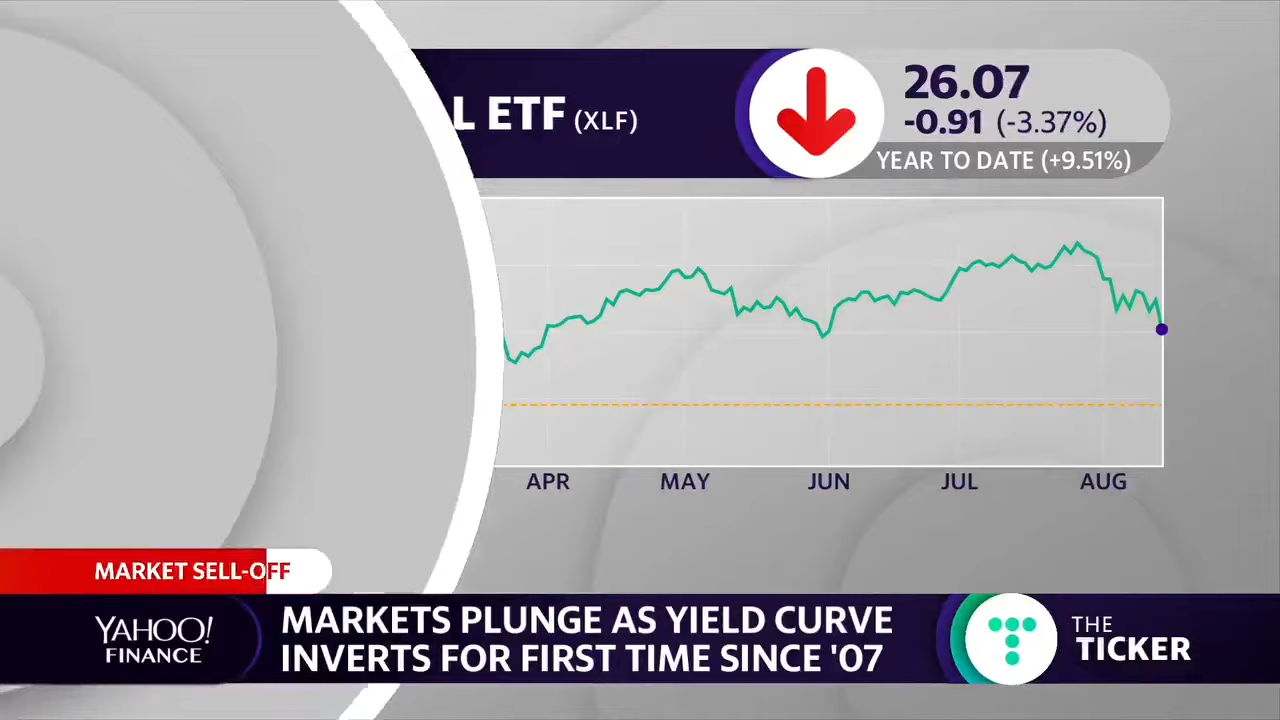 L ETF (XLF)
26.07
-0.91 (-3.37%)
YEAR TO DATE (+9.51%)
APR MAY JUN JUL AUG
MARKET SELL-OFF
YAHOO!
FINANCE
MARKETS PLUNGE AS YIELD CURVE
INVERTS FOR FIRST TIME SINCE '07
THE
TICKER